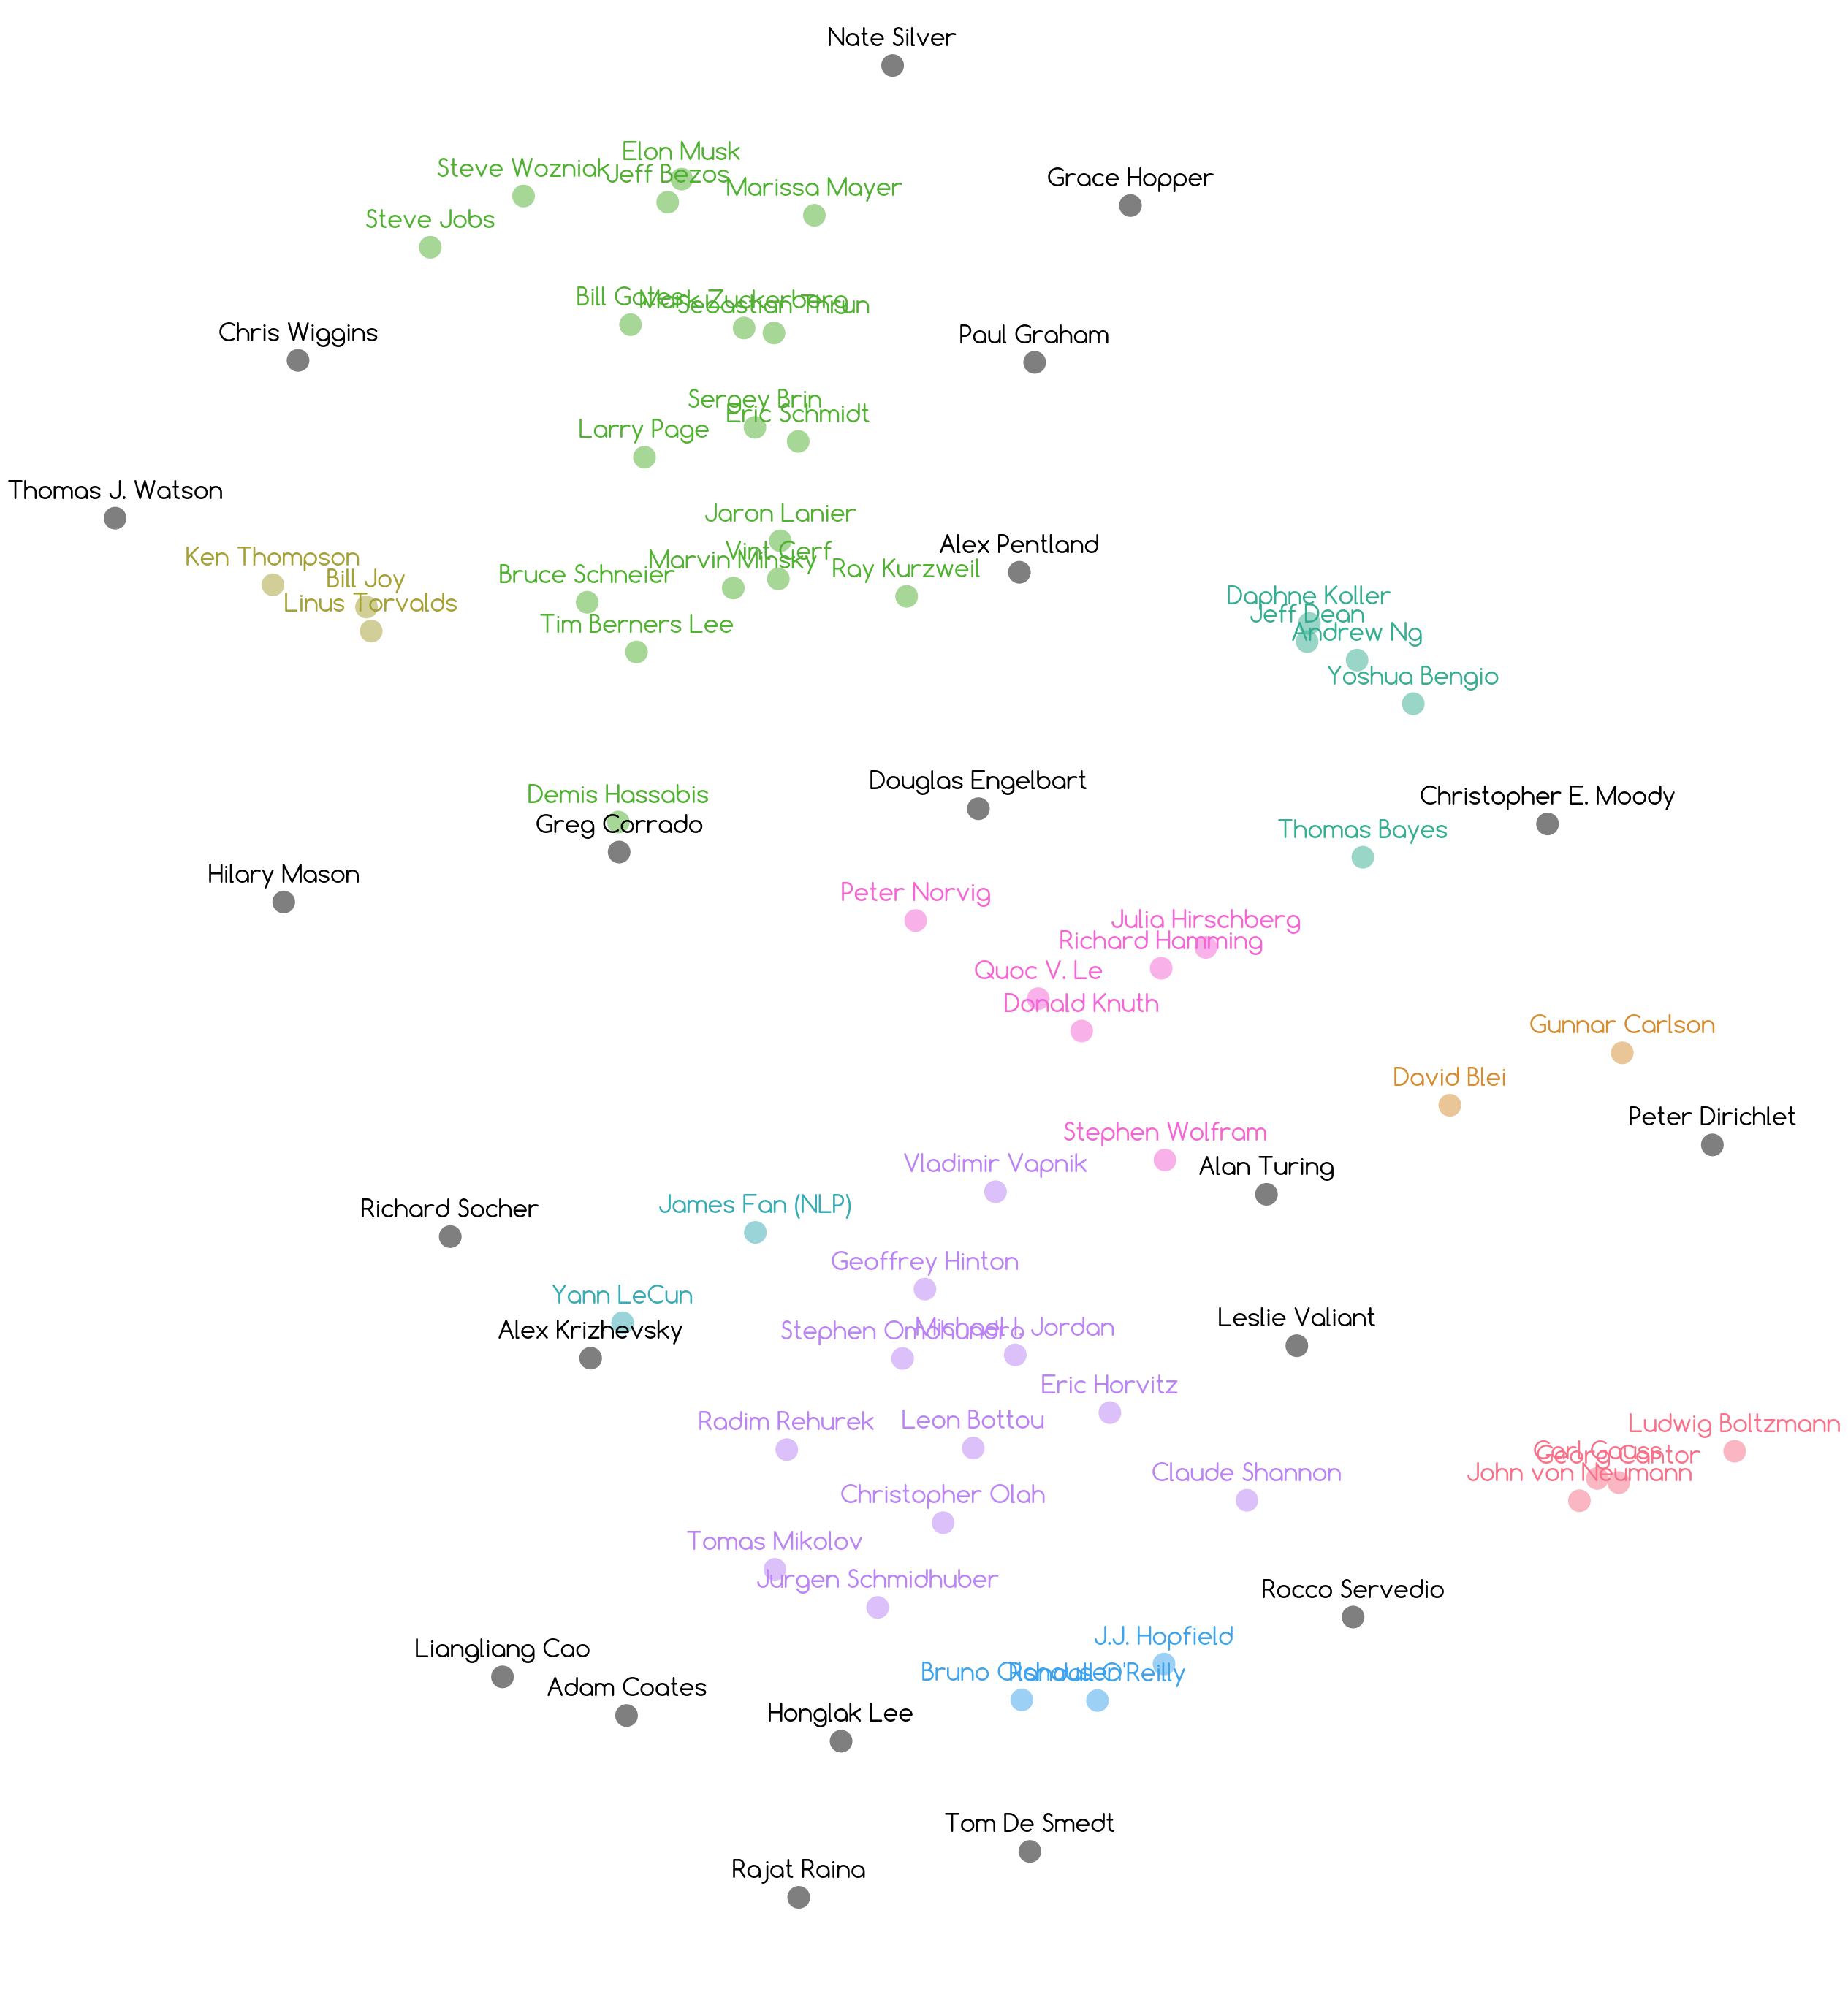 Nate Silver
Elon Musk
Steve Wozniak
Jeff Bezos
Grace Hopper
Marissa Mayer
Steve Jobs
Bill Gates
Mark Zuckerberg
Sebastian Thrun
Chris Wiggins
Paul Graham
Sergey Brin
Eric Schmidt
Larry Page
Thomas J. Watson
Jaron Lanier
Alex Pentland
Vint Cerf
Ken Thompson
Marvin Minsky
Ray Kurzweil
Bruce Schneier
Bill Joy
Daphne Koller
Linus Torvalds
Jeff Dean
Tim Berners Lee
Andrew Ng
Yoshua Bengio
Douglas Engelbart
Demis Hassabis
Christopher E. Moody
Greg Corrado
Thomas Bayes
Hilary Mason
Peter Norvig
Julia Hirschberg
Richard Hamming
Quoc V. Le
Donald Knuth
Gunnar Carlson
David Blei
Peter Dirichlet
Stephen Wolfram
Vladimir Vapnik
Alan Turing
James Fan (NLP)
Richard Socher
Geoffrey Hinton
Yann LeCun
Leslie Valiant
Michael I. Jordan
Alex Krizhevsky
Stephen Omohundro
Eric Horvitz
Leon Bottou
Radim Rehurek
Ludwig Boltzmann
Carl Gauss
Georg Cantor
Claude Shannon
John von Neumann
Christopher Olah
Tomas Mikolov
Jurgen Schmidhuber
Rocco Servedio
J.J. Hopfield
Liangliang Cao
Bruno Olshausen
Randall O'Reilly
Adam Coates
Honglak Lee
Tom De Smedt
Rajat Raina